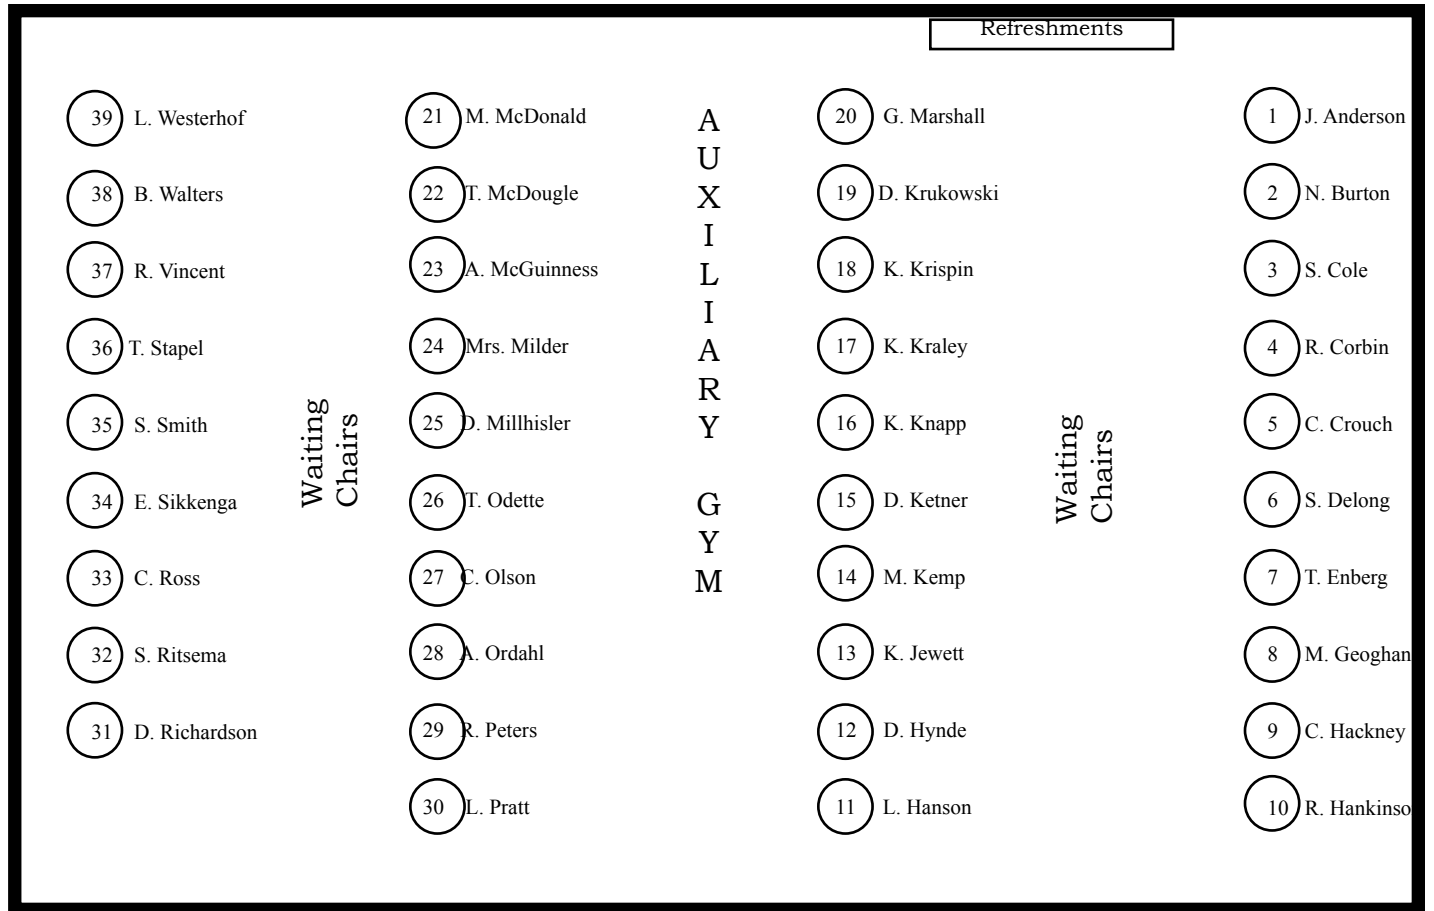 Refreshments
39 L. Westerhof
38 B. Walters
37 R. Vincent
36 T. Stapel
35 S. Smith
34 E. Sikkenga
33 C. Ross
32 S. Ritsema
31 D. Richardson
Waiting
Chairs
21 M. McDonald
22 T. McDougle
23 A. McGuinness
24 Mrs. Milder
25 D. Millhisler
26 T. Odette
27 C. Olson
28 A. Ordahl
29 R. Peters
30 L. Pratt
AUXILIARY GYM
20 G. Marshall
19 D. Krukowski
18 K. Krispin
17 K. Kraley
16 K. Knapp
15 D. Ketner
14 M. Kemp
13 K. Jewett
12 D. Hynde
11 L. Hanson
Waiting
Chairs
1 J. Anderson
2 N. Burton
3 S. Cole
4 R. Corbin
5 C. Crouch
6 S. Delong
7 T. Enberg
8 M. Geoghan
9 C. Hackney
10 R. Hankinso